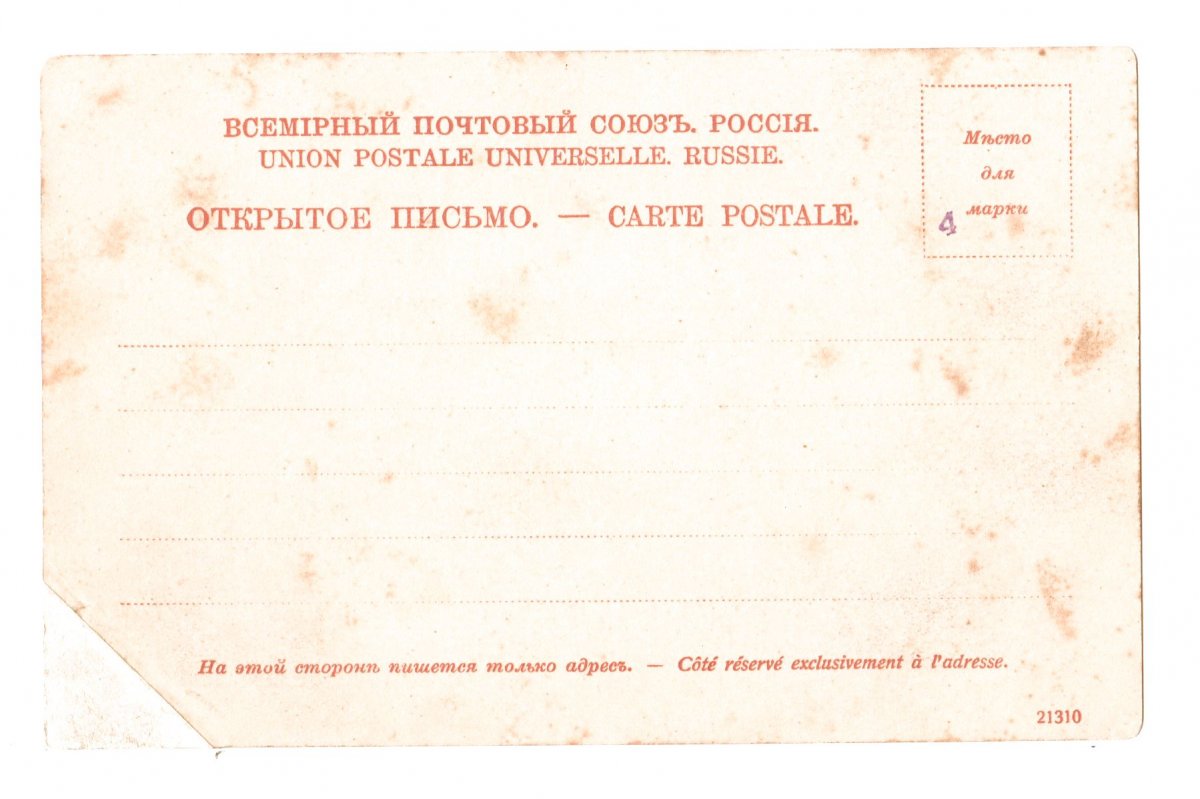 ВСЕМІРНЫЙ ПОЧТОВЫЙ СОЮЗЪ. РОССІЯ.
UNION POSTALE UNIVERSELLE. RUSSIE.
ОТКРЫТОЕ ПИСЬМО. — CARTE POSTALE.
Мѣсто
для
марки
4
На этой сторонѣ пишется только адресъ. — Côté réservé exclusivement à l'adresse.
21310